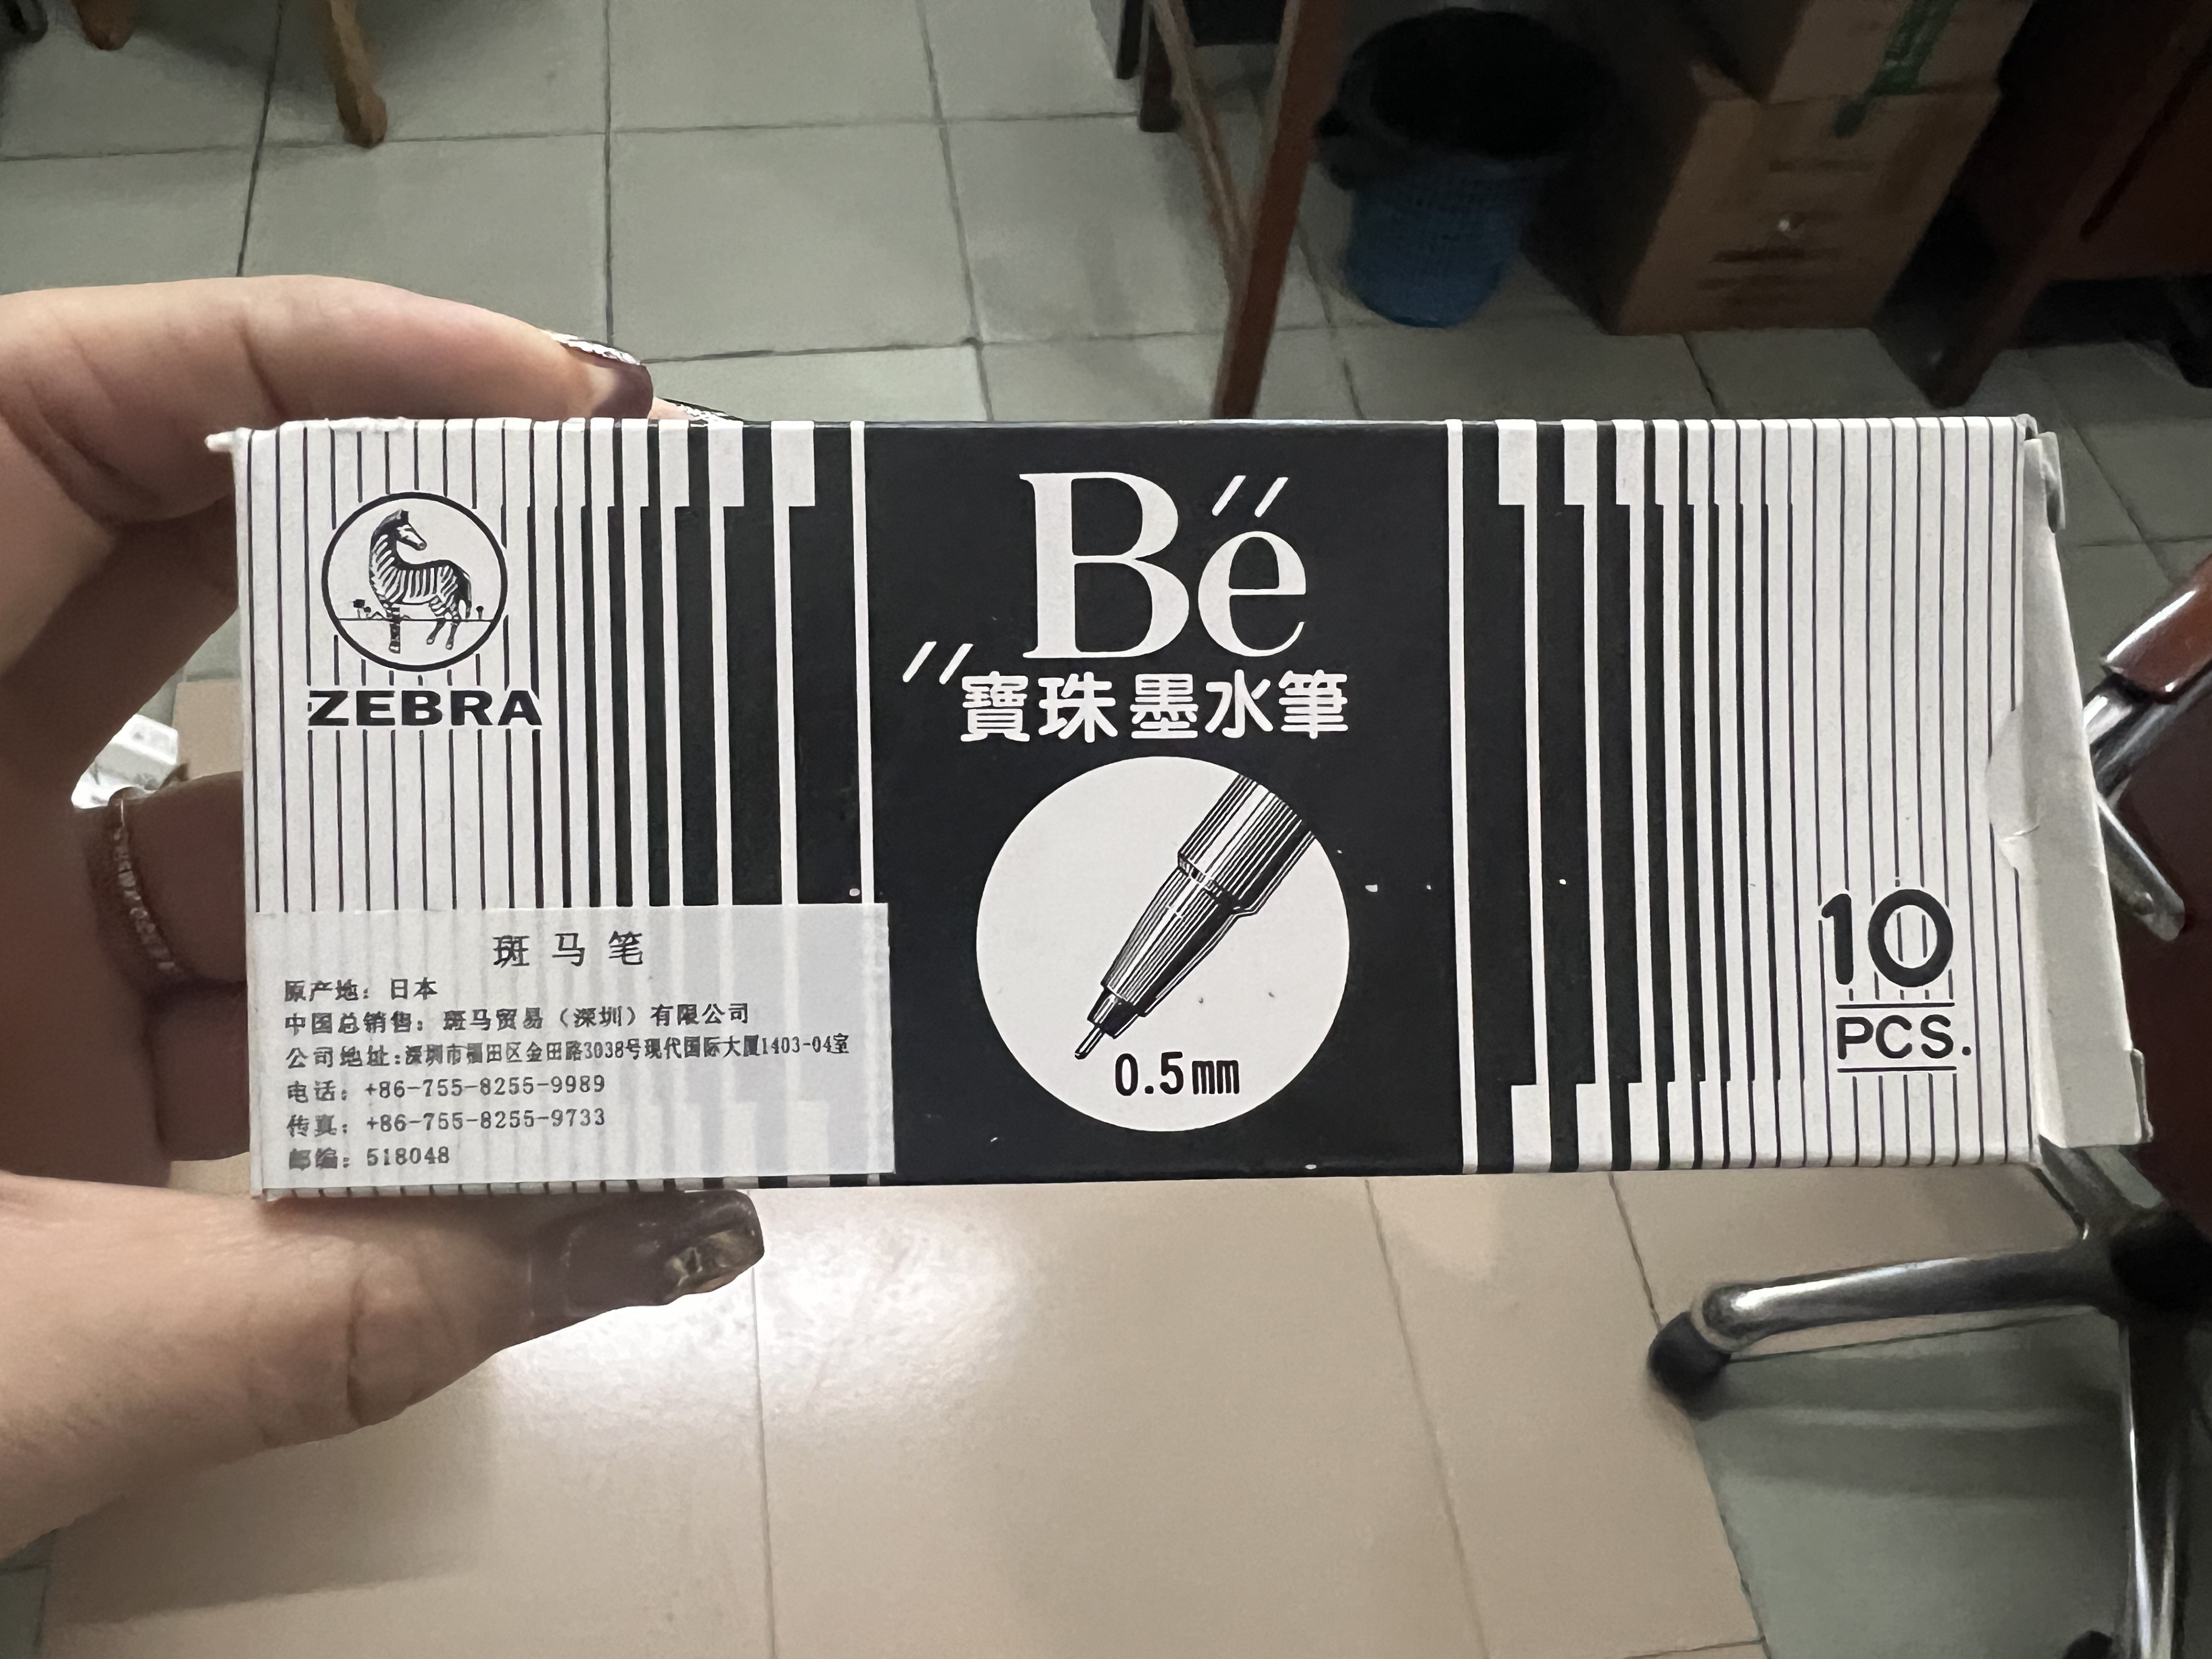 ZEBRA
Be″
″寶珠墨水筆
0.5mm
10
PCS.
斑马笔
原产地：日本
中国总销售：斑马贸易（深圳）有限公司
公司地址:深圳市福田区金田路3038号现代国际大厦1403-04室
电话：+86-755-8255-9989
传真：+86-755-8255-9733
邮编：518048